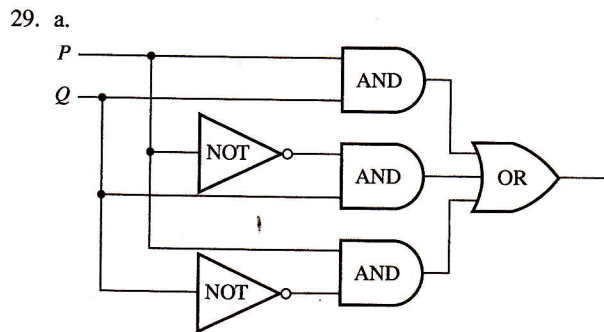 29. a.
P
AND
Q
NOT
AND
OR
AND
NOT